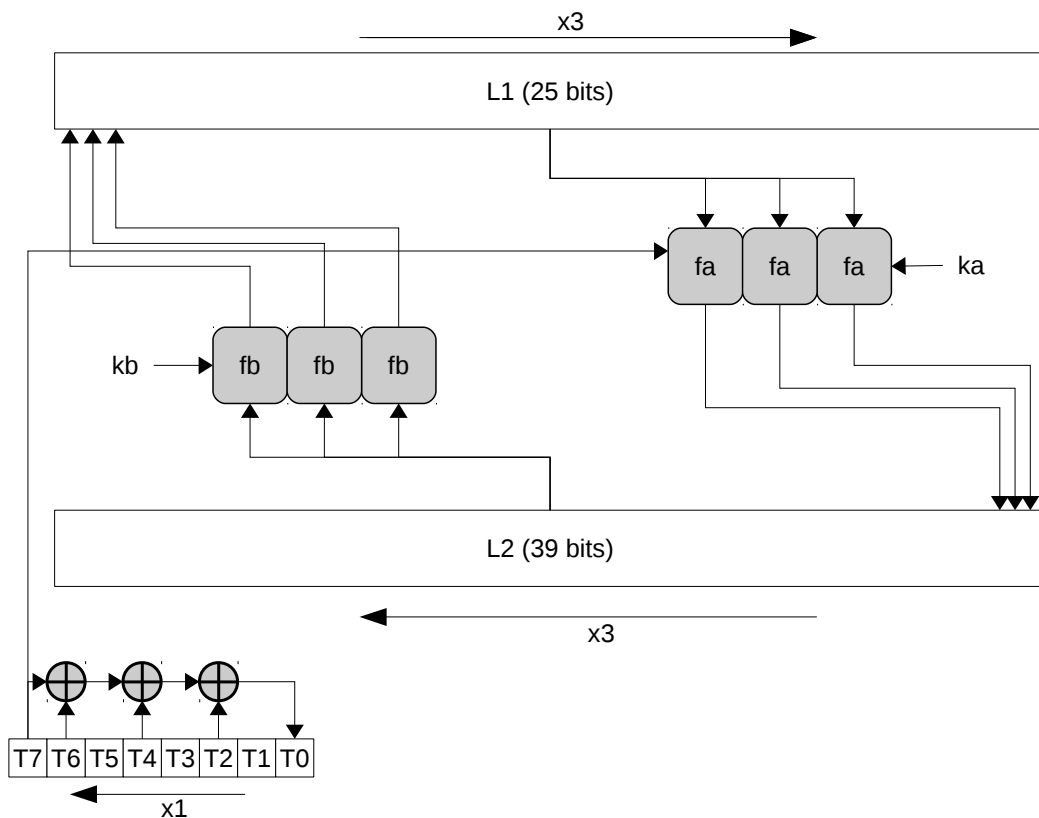 x3
L1 (25 bits)
fa fa fa
ka
kb
fb fb fb
L2 (39 bits)
x3
T7 T6 T5 T4 T3 T2 T1 T0
x1